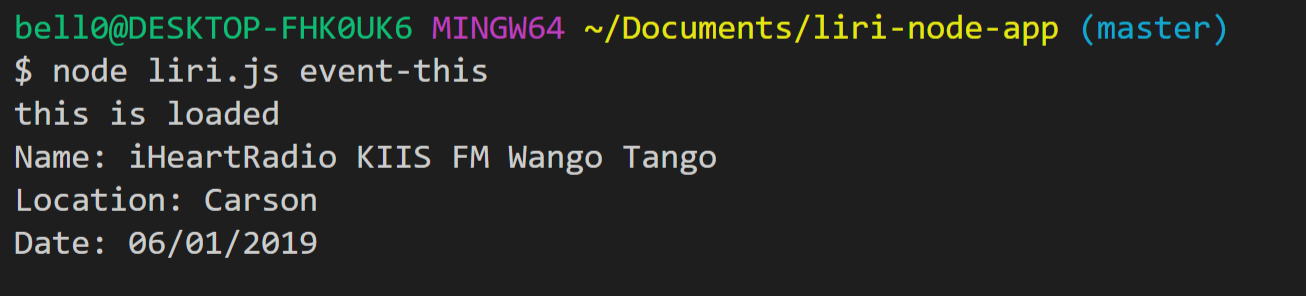 bell0@DESKTOP-FHK0UK6 MINGW64 ~/Documents/liri-node-app (master)
$ node liri.js event-this
this is loaded
Name: iHeartRadio KIIS FM Wango Tango
Location: Carson
Date: 06/01/2019